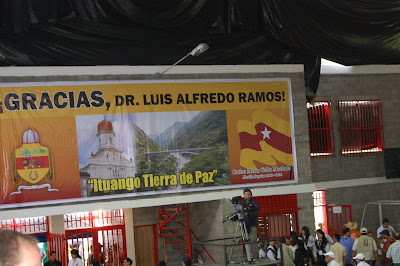 ¡GRACIAS, DR. LUIS ALFREDO RAMOS!
"Ituango Tierra de Paz"